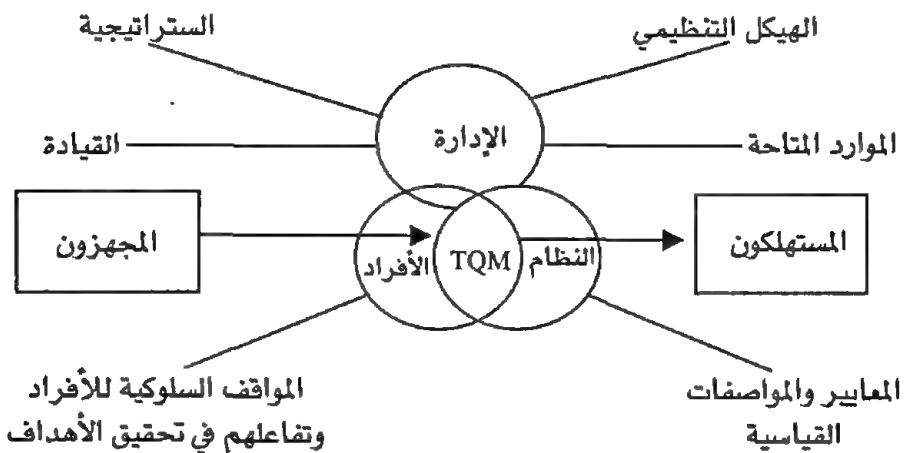 الهيكل التنظيمي
الستراتيجية
الإدارة
الموارد المتاحة
القيادة
المستهلكون
المجهزون
النظام
TQM
الأفراد
المعايير والمواصفات
القياسية
المواقف السلوكية للأفراد
وتفاعلهم في تحقيق الأهداف